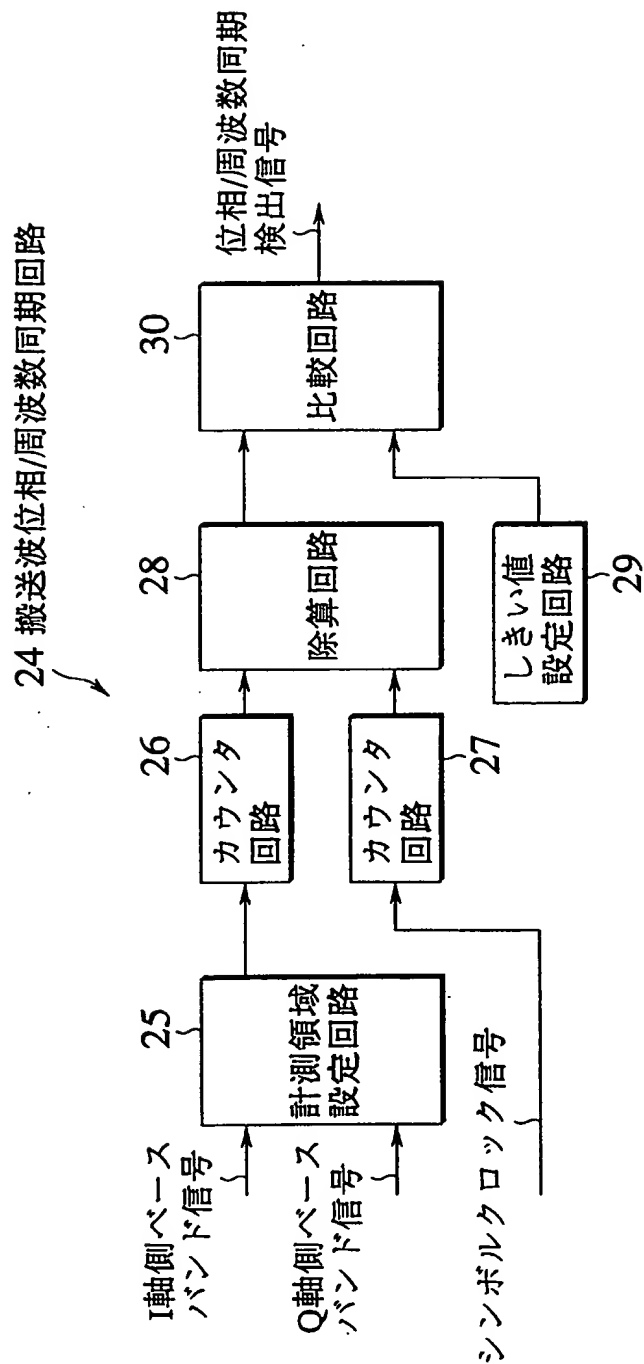 24 搬送波位相/周波数同期回路
I軸側ベース
バンド信号
Q軸側ベース
バンド信号
シンボルクロック信号
25
計測領域
設定回路
26
カウンタ
回路
カウンタ
回路
27
28
除算回路
しきい値
設定回路
29
30
比較回路
位相/周波数同期
検出信号